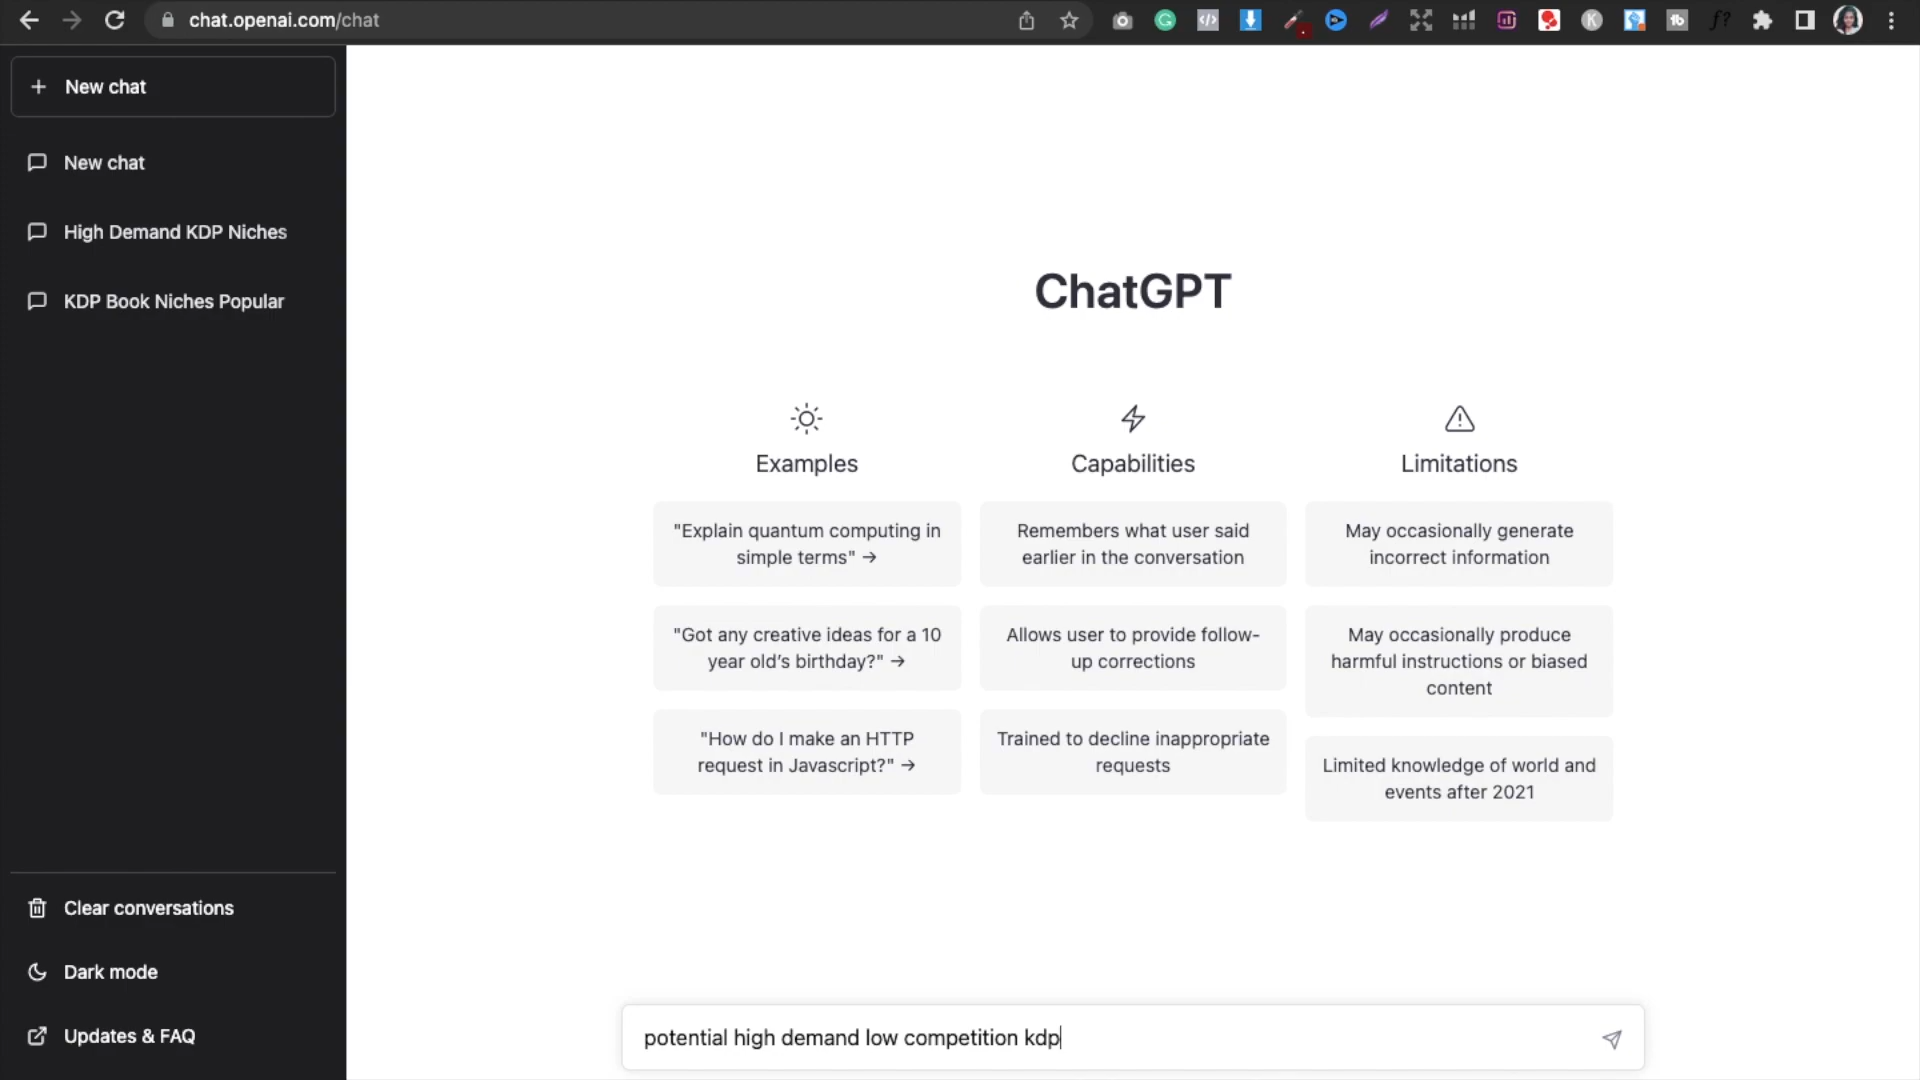 chat.openai.com/chat
New chat
New chat
High Demand KDP Niches
KDP Book Niches Popular
Clear conversations
Dark mode
Updates & FAQ
ChatGPT
Examples
"Explain quantum computing in
simple terms" →
"Got any creative ideas for a 10
year old's birthday?" →
"How do I make an HTTP
request in Javascript?" →
Capabilities
Remembers what user said
earlier in the conversation
Allows user to provide follow-
up corrections
Trained to decline inappropriate
requests
Limitations
May occasionally generate
incorrect information
May occasionally produce
harmful instructions or biased
content
Limited knowledge of world and
events after 2021
potential high demand low competition kdp